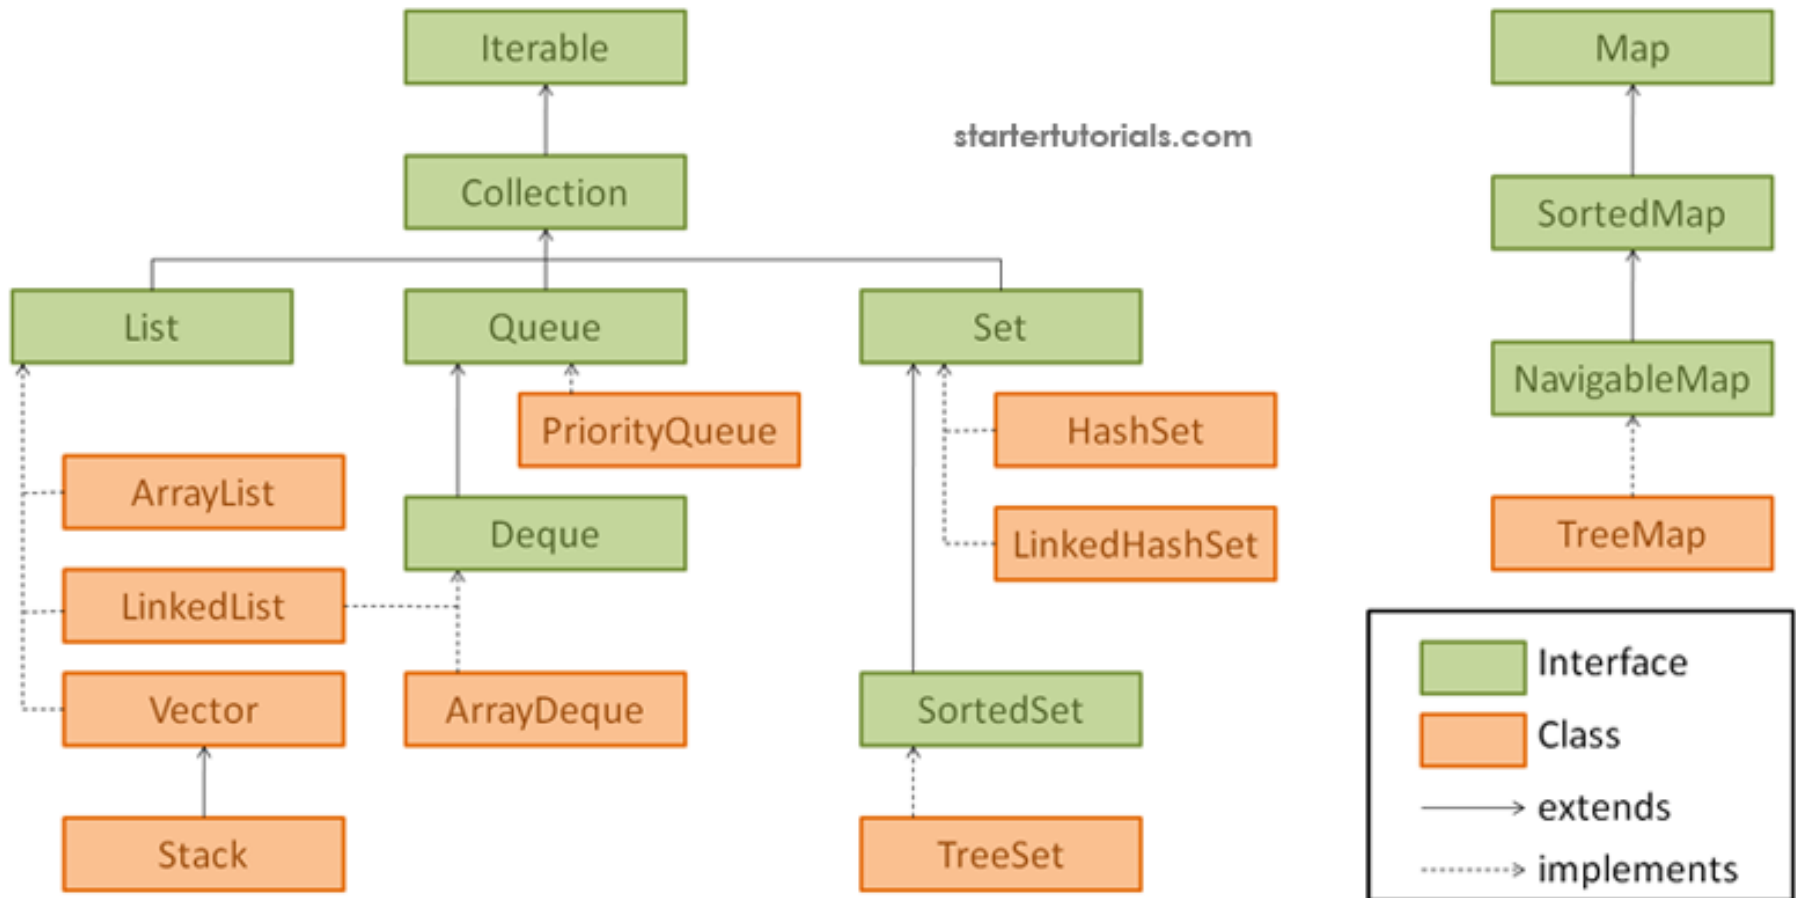 Iterable
Map
startertutorials.com
Collection
SortedMap
List
Queue
Set
NavigableMap
PriorityQueue
HashSet
ArrayList
Deque
LinkedHashSet
TreeMap
LinkedList
Vector
ArrayDeque
SortedSet
Stack
TreeSet
Interface
Class
extends
implements